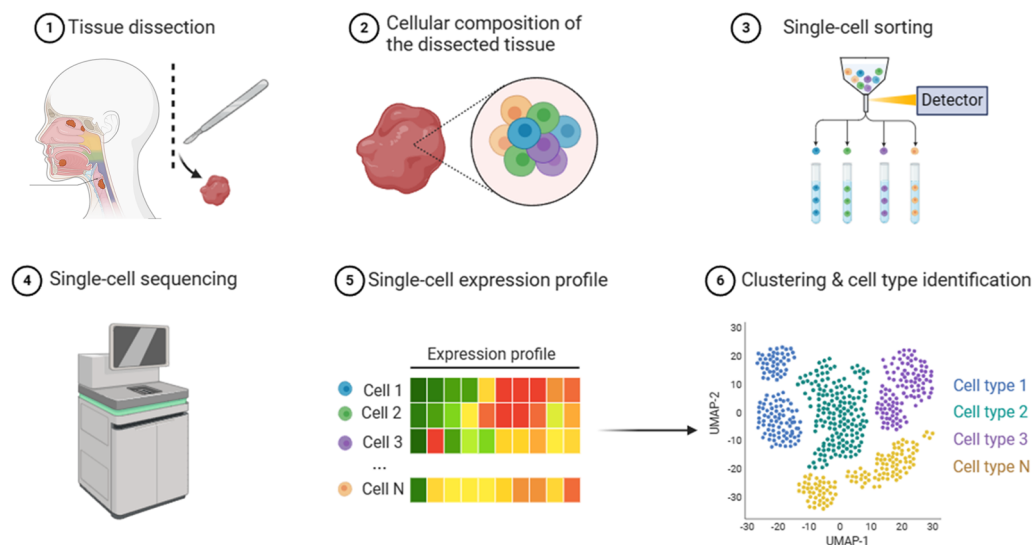 1 Tissue dissection
2 Cellular composition of
the dissected tissue
3 Single-cell sorting
Detector
4 Single-cell sequencing
5 Single-cell expression profile
Expression profile
Cell 1
Cell 2
Cell 3
...
Cell N
6 Clustering & cell type identification
30
20
10
0
-10
-20
-30
UMAP-2
-30 -20 -10 0 10 20 30
UMAP-1
Cell type 1
Cell type 2
Cell type 3
Cell type N